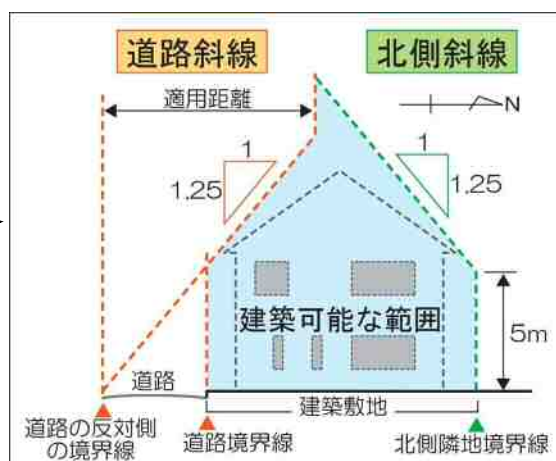 道路斜線
北側斜線
適用距離
N
1
1.25
1
1.25
建築可能な範囲
5m
道路
建築敷地
道路の反対側
の境界線
道路境界線
北側隣地境界線